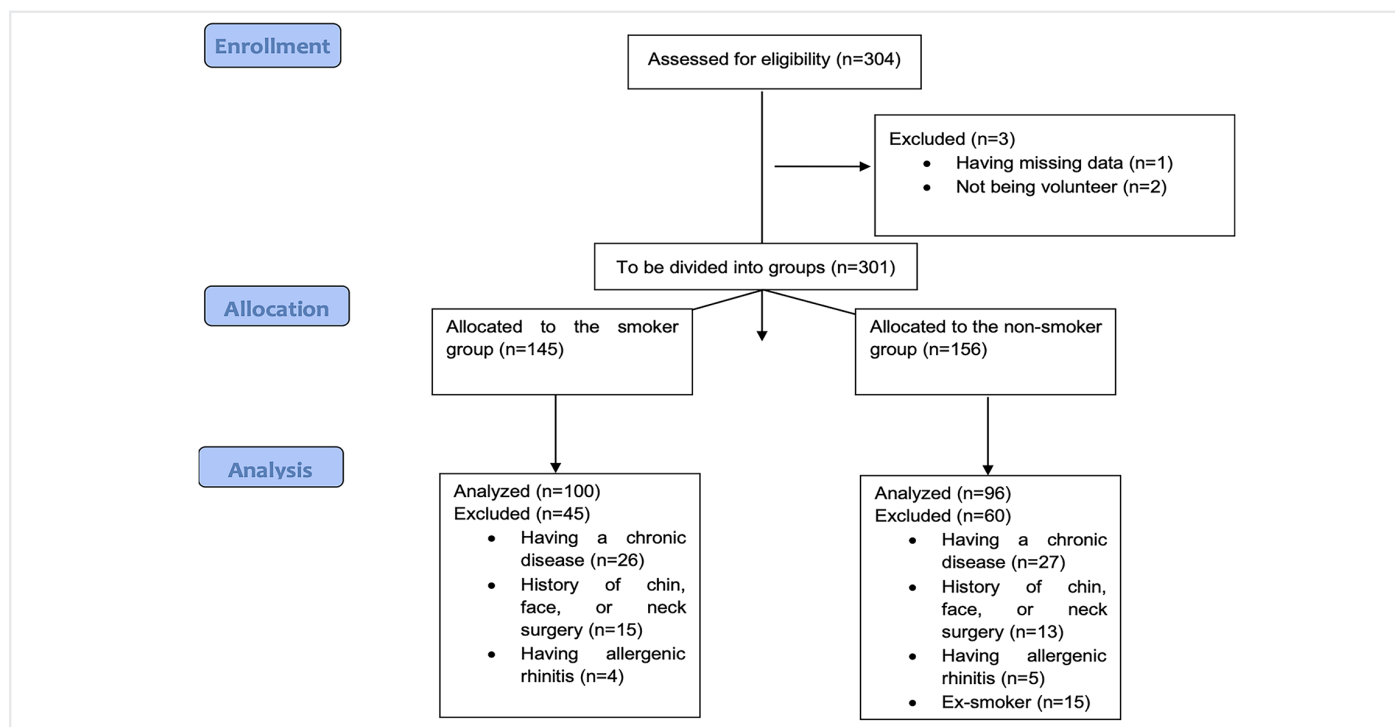 Enrollment
Assessed for eligibility (n=304)
Excluded (n=3)
• Having missing data (n=1)
• Not being volunteer (n=2)
To be divided into groups (n=301)
Allocation
Allocated to the smoker
group (n=145)
Allocated to the non-smoker
group (n=156)
Analysis
Analyzed (n=100)
Excluded (n=45)
• Having a chronic
disease (n=26)
• History of chin,
face, or neck
surgery (n=15)
• Having allergenic
rhinitis (n=4)
Analyzed (n=96)
Excluded (n=60)
• Having a chronic
disease (n=27)
• History of chin,
face, or neck
surgery (n=13)
• Having allergenic
rhinitis (n=5)
• Ex-smoker (n=15)